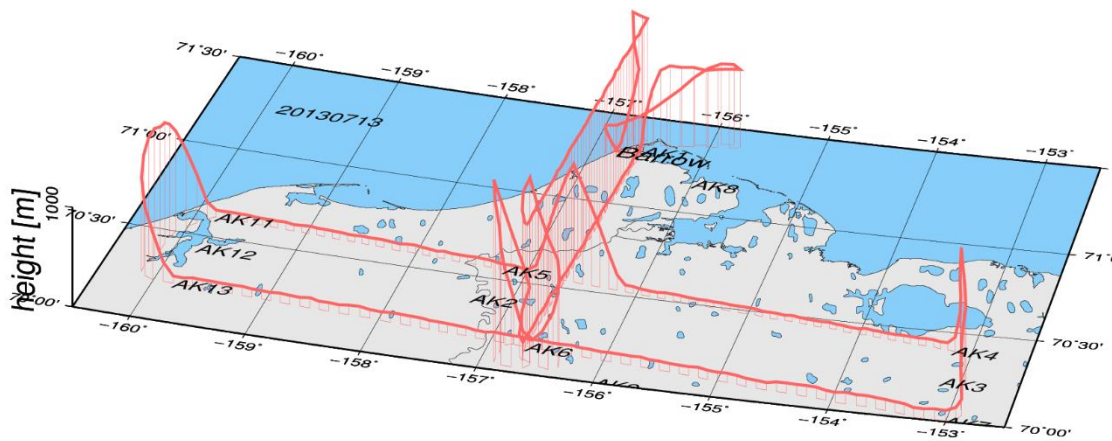 71°30'
−160°
−159°
−158°
−157°
−156°
−155°
−154°
−153°
20130713
71°00'
Barrow
AK8
height [m]
1000
70°30'
AK11
AK12
AK13
AK5
AK2
AK6
AK4
AK3
71°0
70°30'
70°00'
−160°
−159°
−158°
−157°
−156°
−155°
−154°
−153°